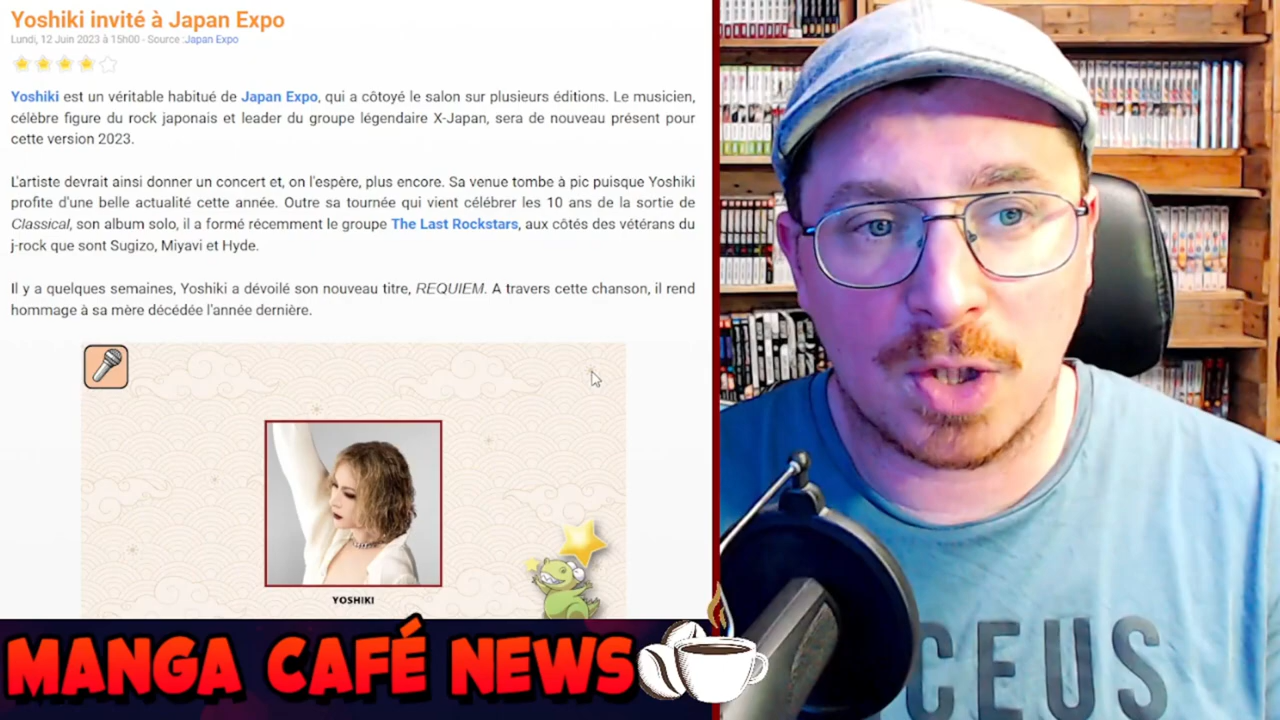 Yoshiki invité à Japan Expo
Lundi, 12 Juin 2023 à 15h00 - Source :Japan Expo
Yoshiki est un véritable habitué de Japan Expo, qui a côtoyé le salon sur plusieurs éditions. Le musicien,
célèbre figure du rock japonais et leader du groupe légendaire X-Japan, sera de nouveau présent pour
cette version 2023.
L'artiste devrait ainsi donner un concert et, on l'espère, plus encore. Sa venue tombe à pic puisque Yoshiki
profite d'une belle actualité cette année. Outre sa tournée qui vient célébrer les 10 ans de la sortie de
Classical, son album solo, il a formé récemment le groupe The Last Rockstars, aux côtés des vétérans du
j-rock que sont Sugizo, Miyavi et Hyde.
Il y a quelques semaines, Yoshiki a dévoilé son nouveau titre, REQUIEM. A travers cette chanson, il rend
hommage à sa mère décédée l'année dernière.
YOSHIKI
MANGA CAFÉ NEWS
CEUS